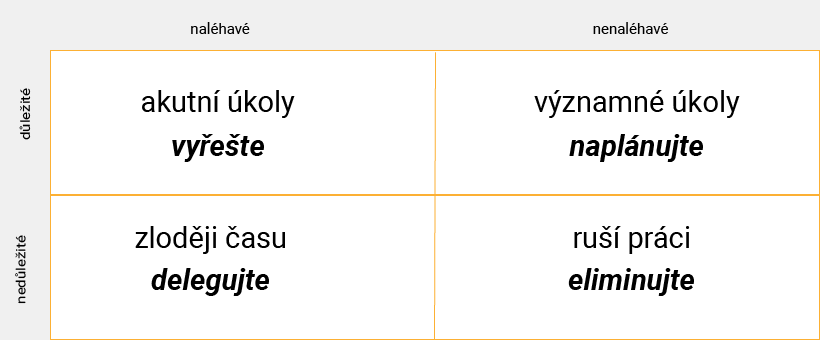 naléhavé
nenaléhavé
důležité
akutní úkoly
vyřešte
významné úkoly
naplánujte
nedůležité
zloději času
delegujte
ruší práci
eliminujte